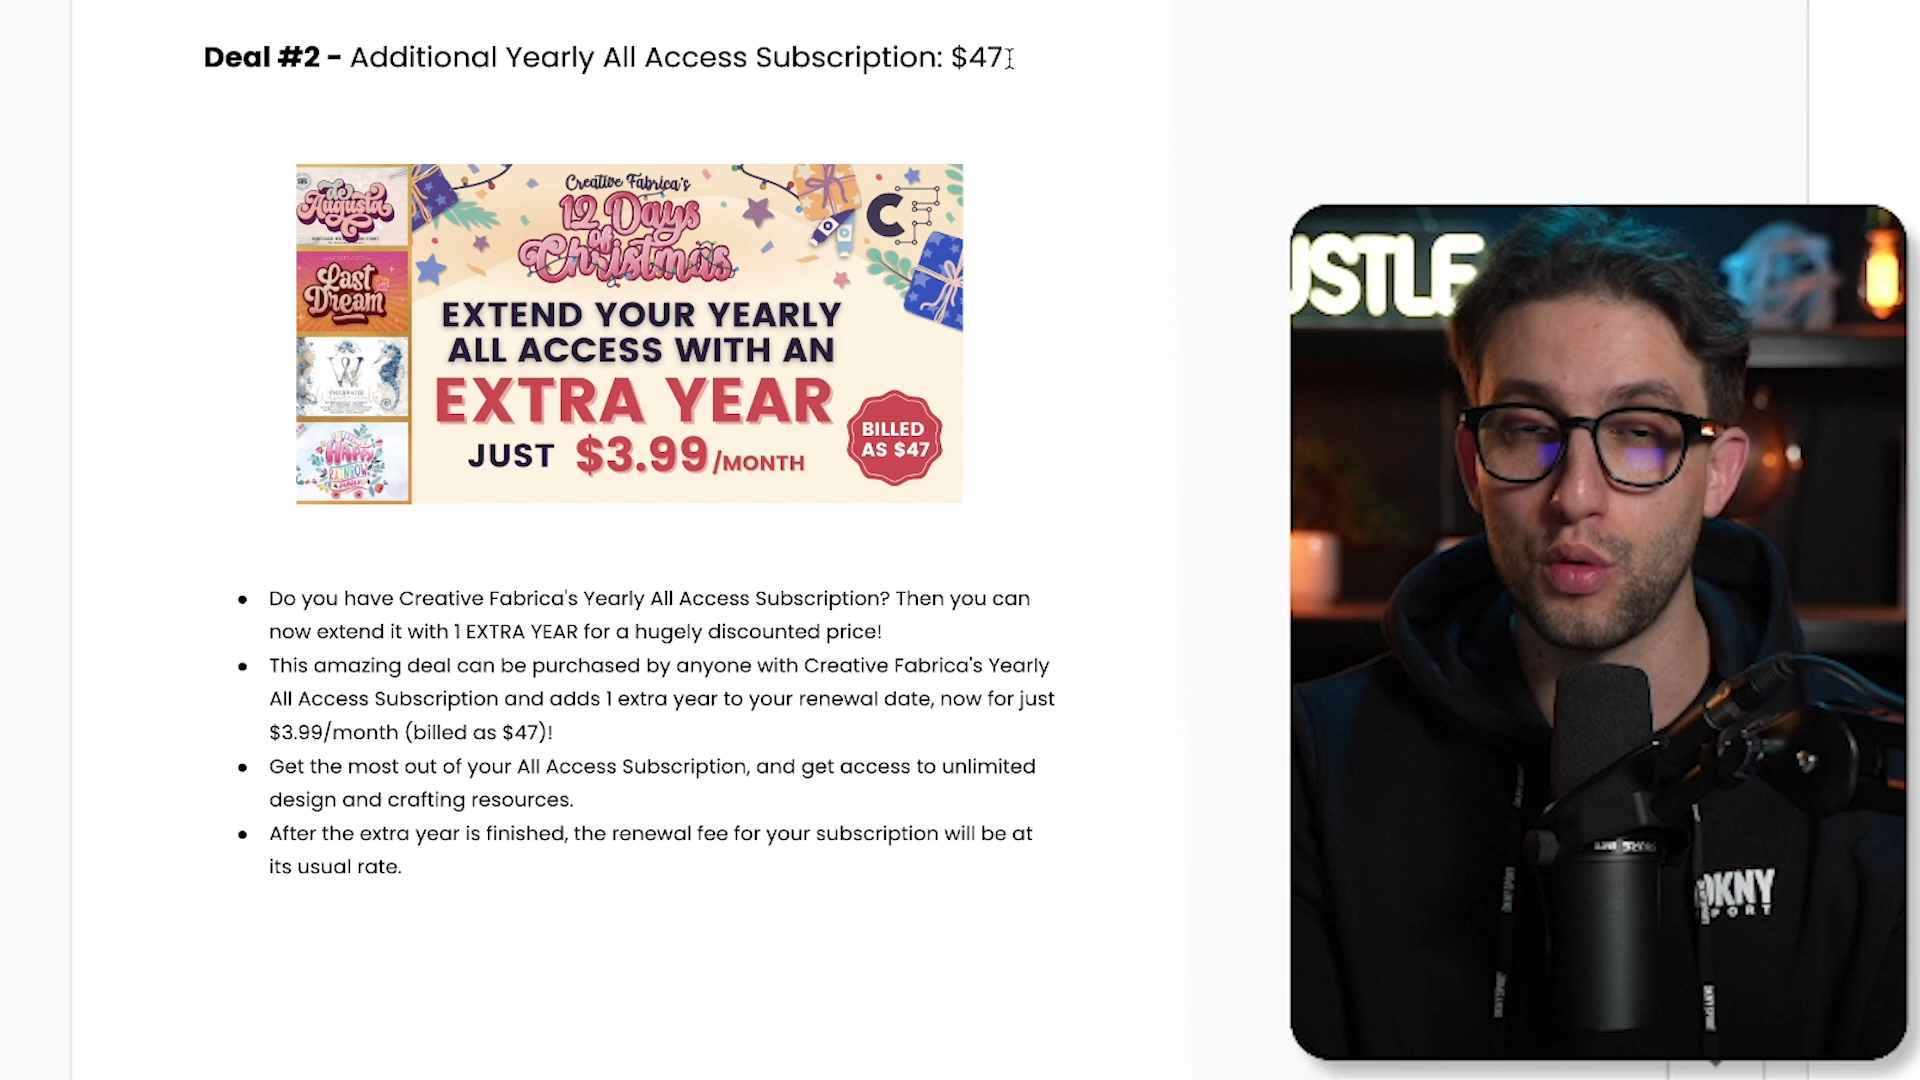 Deal #2 - Additional Yearly All Access Subscription: $47
Augusta
Last
Dream
W
HAPPY
RAINBOW
Creative Fabrica's
12 Days
of
Christmas
C
EXTEND YOUR YEARLY
ALL ACCESS WITH AN
EXTRA YEAR
JUST $3.99/MONTH
BILLED
AS $47
● Do you have Creative Fabrica's Yearly All Access Subscription? Then you can
now extend it with 1 EXTRA YEAR for a hugely discounted price!
● This amazing deal can be purchased by anyone with Creative Fabrica's Yearly
All Access Subscription and adds 1 extra year to your renewal date, now for just
$3.99/month (billed as $47)!
● Get the most out of your All Access Subscription, and get access to unlimited
design and crafting resources.
● After the extra year is finished, the renewal fee for your subscription will be at
its usual rate.
USTLE
DKNY